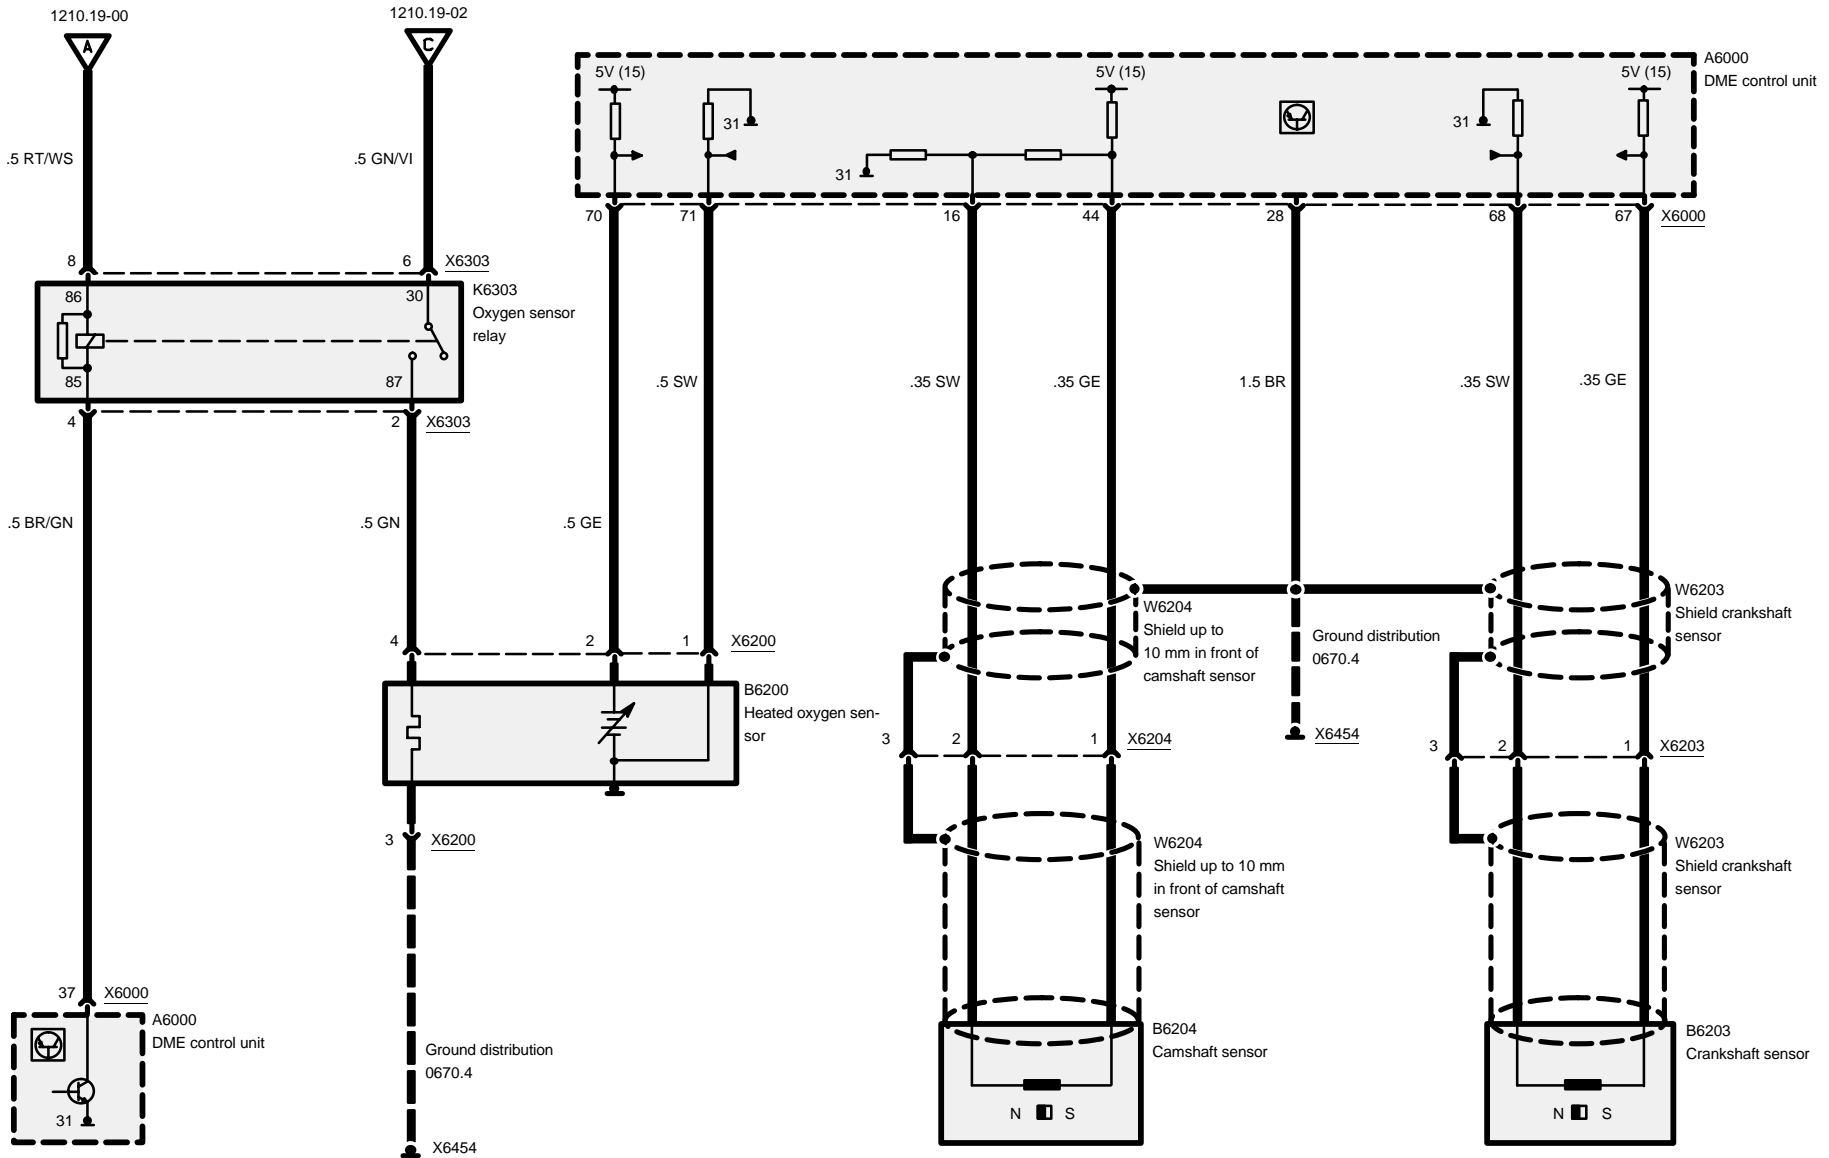 1210.19-00
1210.19-02
A
C
A6000
DME control unit
5V (15)
5V (15)
5V (15)
31
31
31
.5 RT/WS
.5 GN/VI
70
71
16
44
28
68
67
X6000
8
6
X6303
86
30
K6303
Oxygen sensor
relay
85
87
4
2
X6303
.5 SW
.35 SW
.35 GE
1.5 BR
.35 SW
.35 GE
.5 BR/GN
.5 GN
.5 GE
W6204
Shield up to
10 mm in front of
camshaft sensor
Ground distribution
0670.4
W6203
Shield crankshaft
sensor
4
2
1
X6200
B6200
Heated oxygen sen-
sor
3
2
1
X6204
X6454
3
2
1
X6203
3
X6200
W6204
Shield up to 10 mm
in front of camshaft
sensor
W6203
Shield crankshaft
sensor
37
X6000
A6000
DME control unit
31
Ground distribution
0670.4
X6454
B6204
Camshaft sensor
N
S
B6203
Crankshaft sensor
N
S